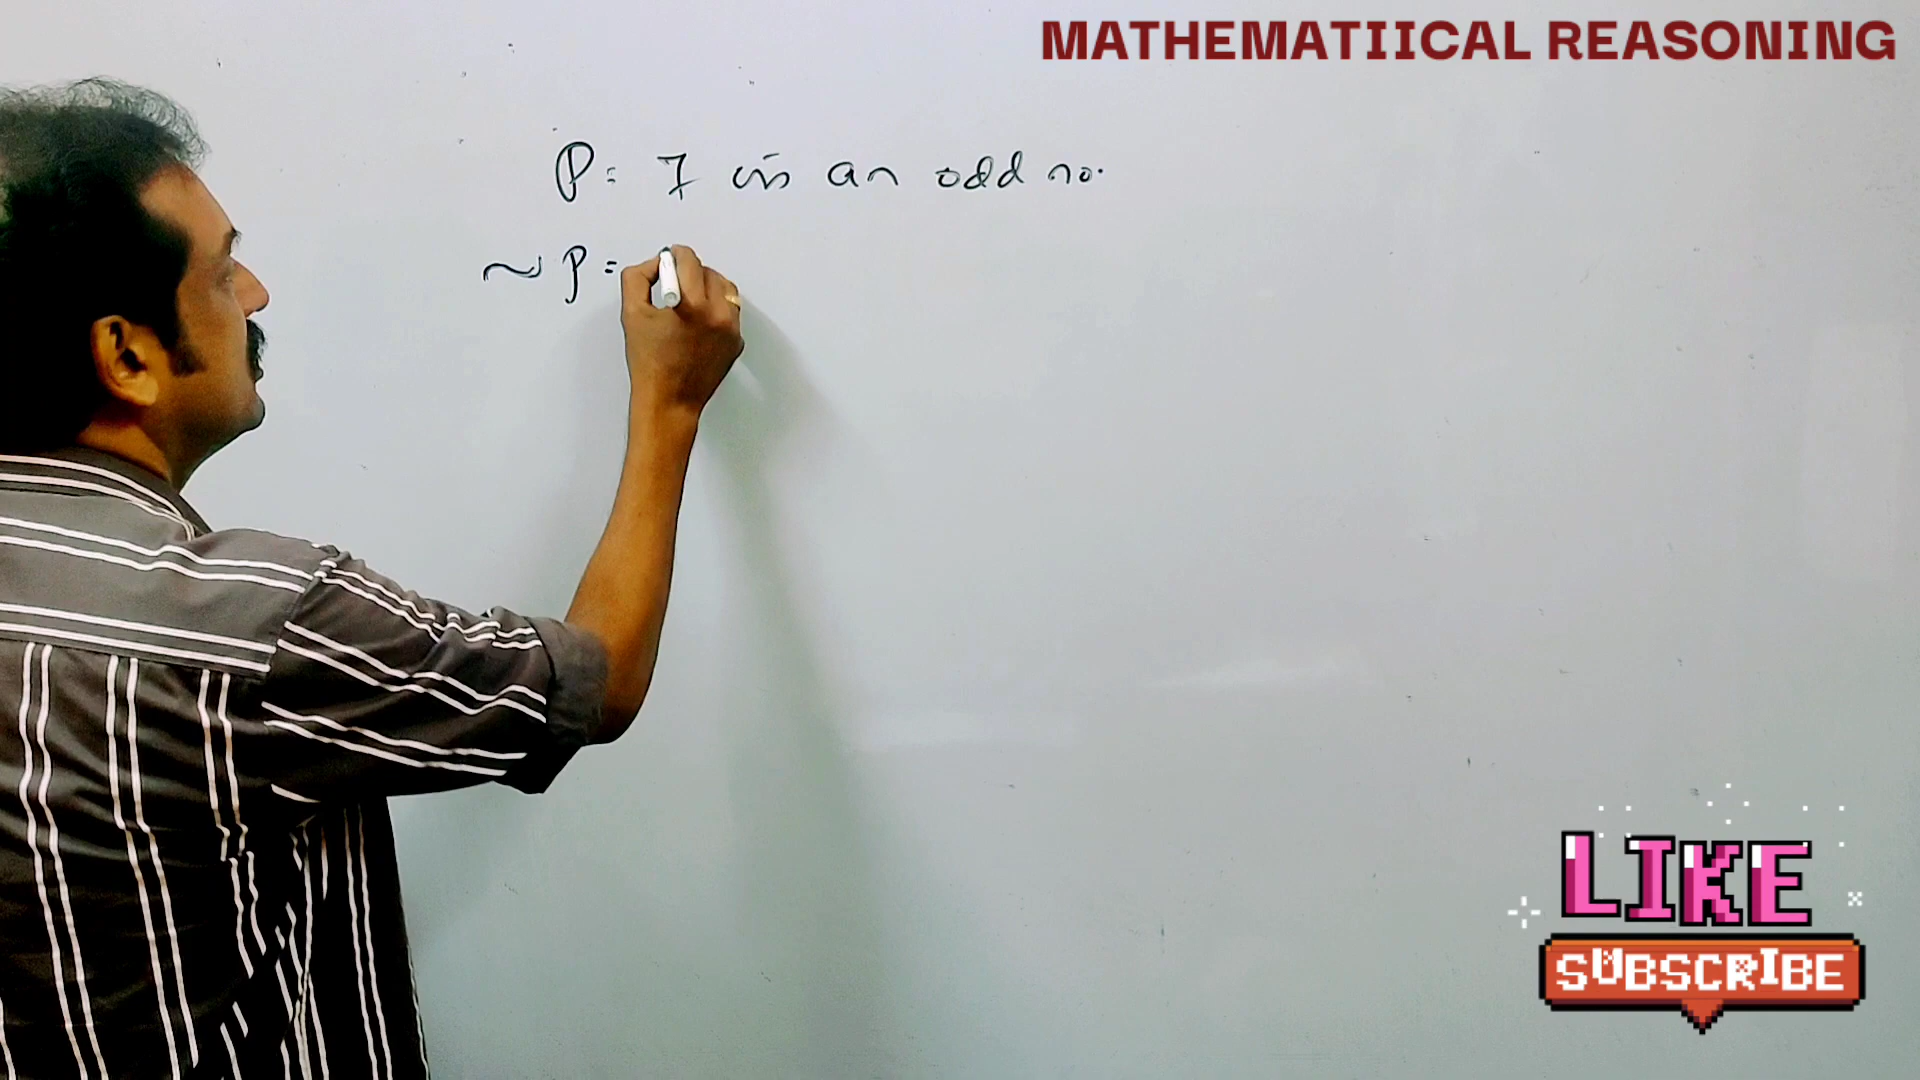 MATHEMATIICAL REASONING
P: 7 is an odd no.
~ p =
LIKE
SUBSCRIBE